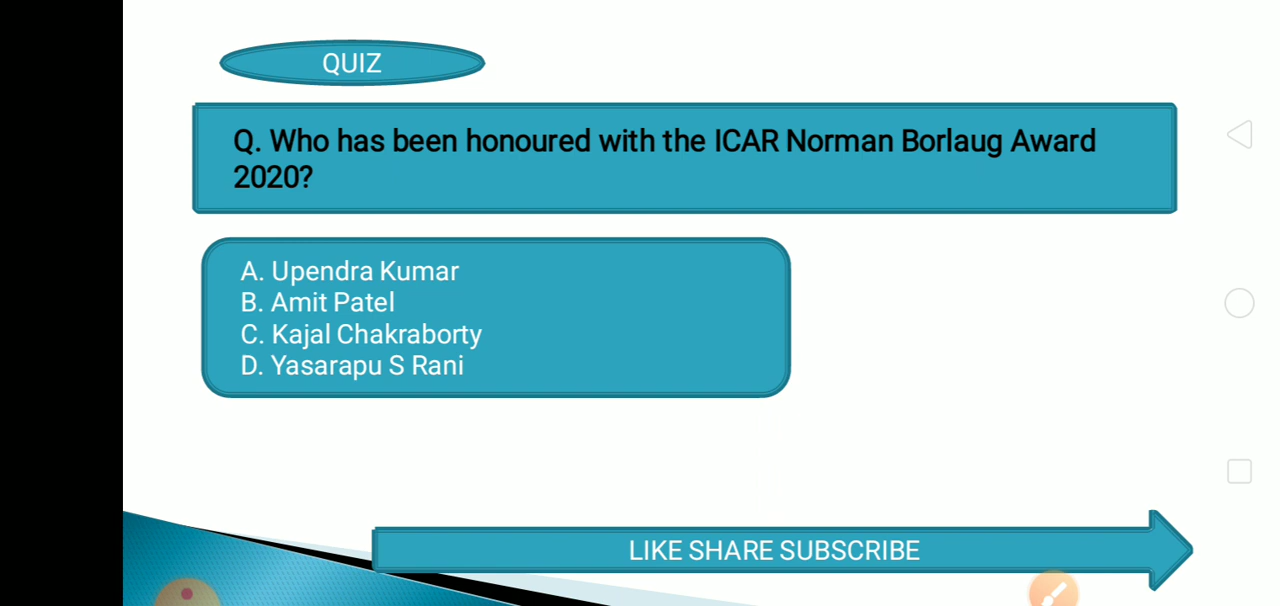 QUIZ
Q. Who has been honoured with the ICAR Norman Borlaug Award
2020?
A. Upendra Kumar
B. Amit Patel
C. Kajal Chakraborty
D. Yasarapu S Rani
LIKE SHARE SUBSCRIBE